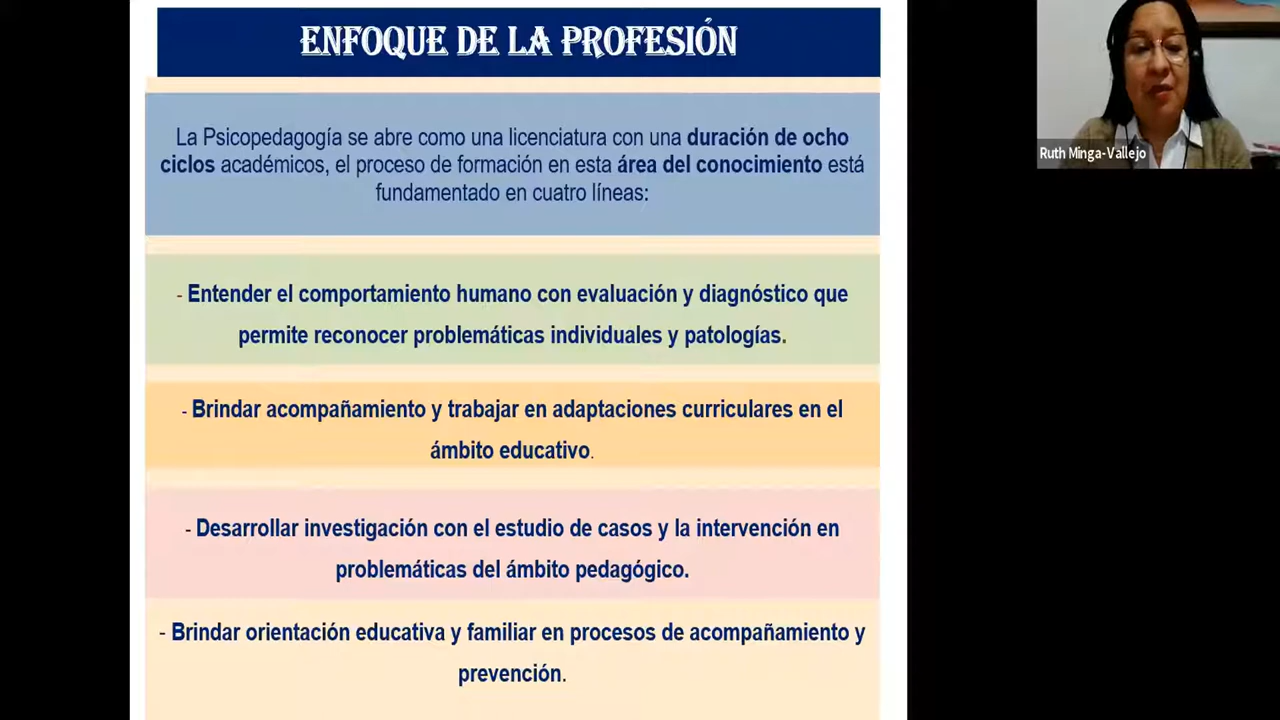 ENFOQUE DE LA PROFESIÓN
La Psicopedagogía se abre como una licenciatura con una duración de ocho
ciclos académicos, el proceso de formación en esta área del conocimiento está
fundamentado en cuatro líneas:
- Entender el comportamiento humano con evaluación y diagnóstico que
permite reconocer problemáticas individuales y patologías.
- Brindar acompañamiento y trabajar en adaptaciones curriculares en el
ámbito educativo.
- Desarrollar investigación con el estudio de casos y la intervención en
problemáticas del ámbito pedagógico.
- Brindar orientación educativa y familiar en procesos de acompañamiento y
prevención.
Ruth Minga-Vallejo